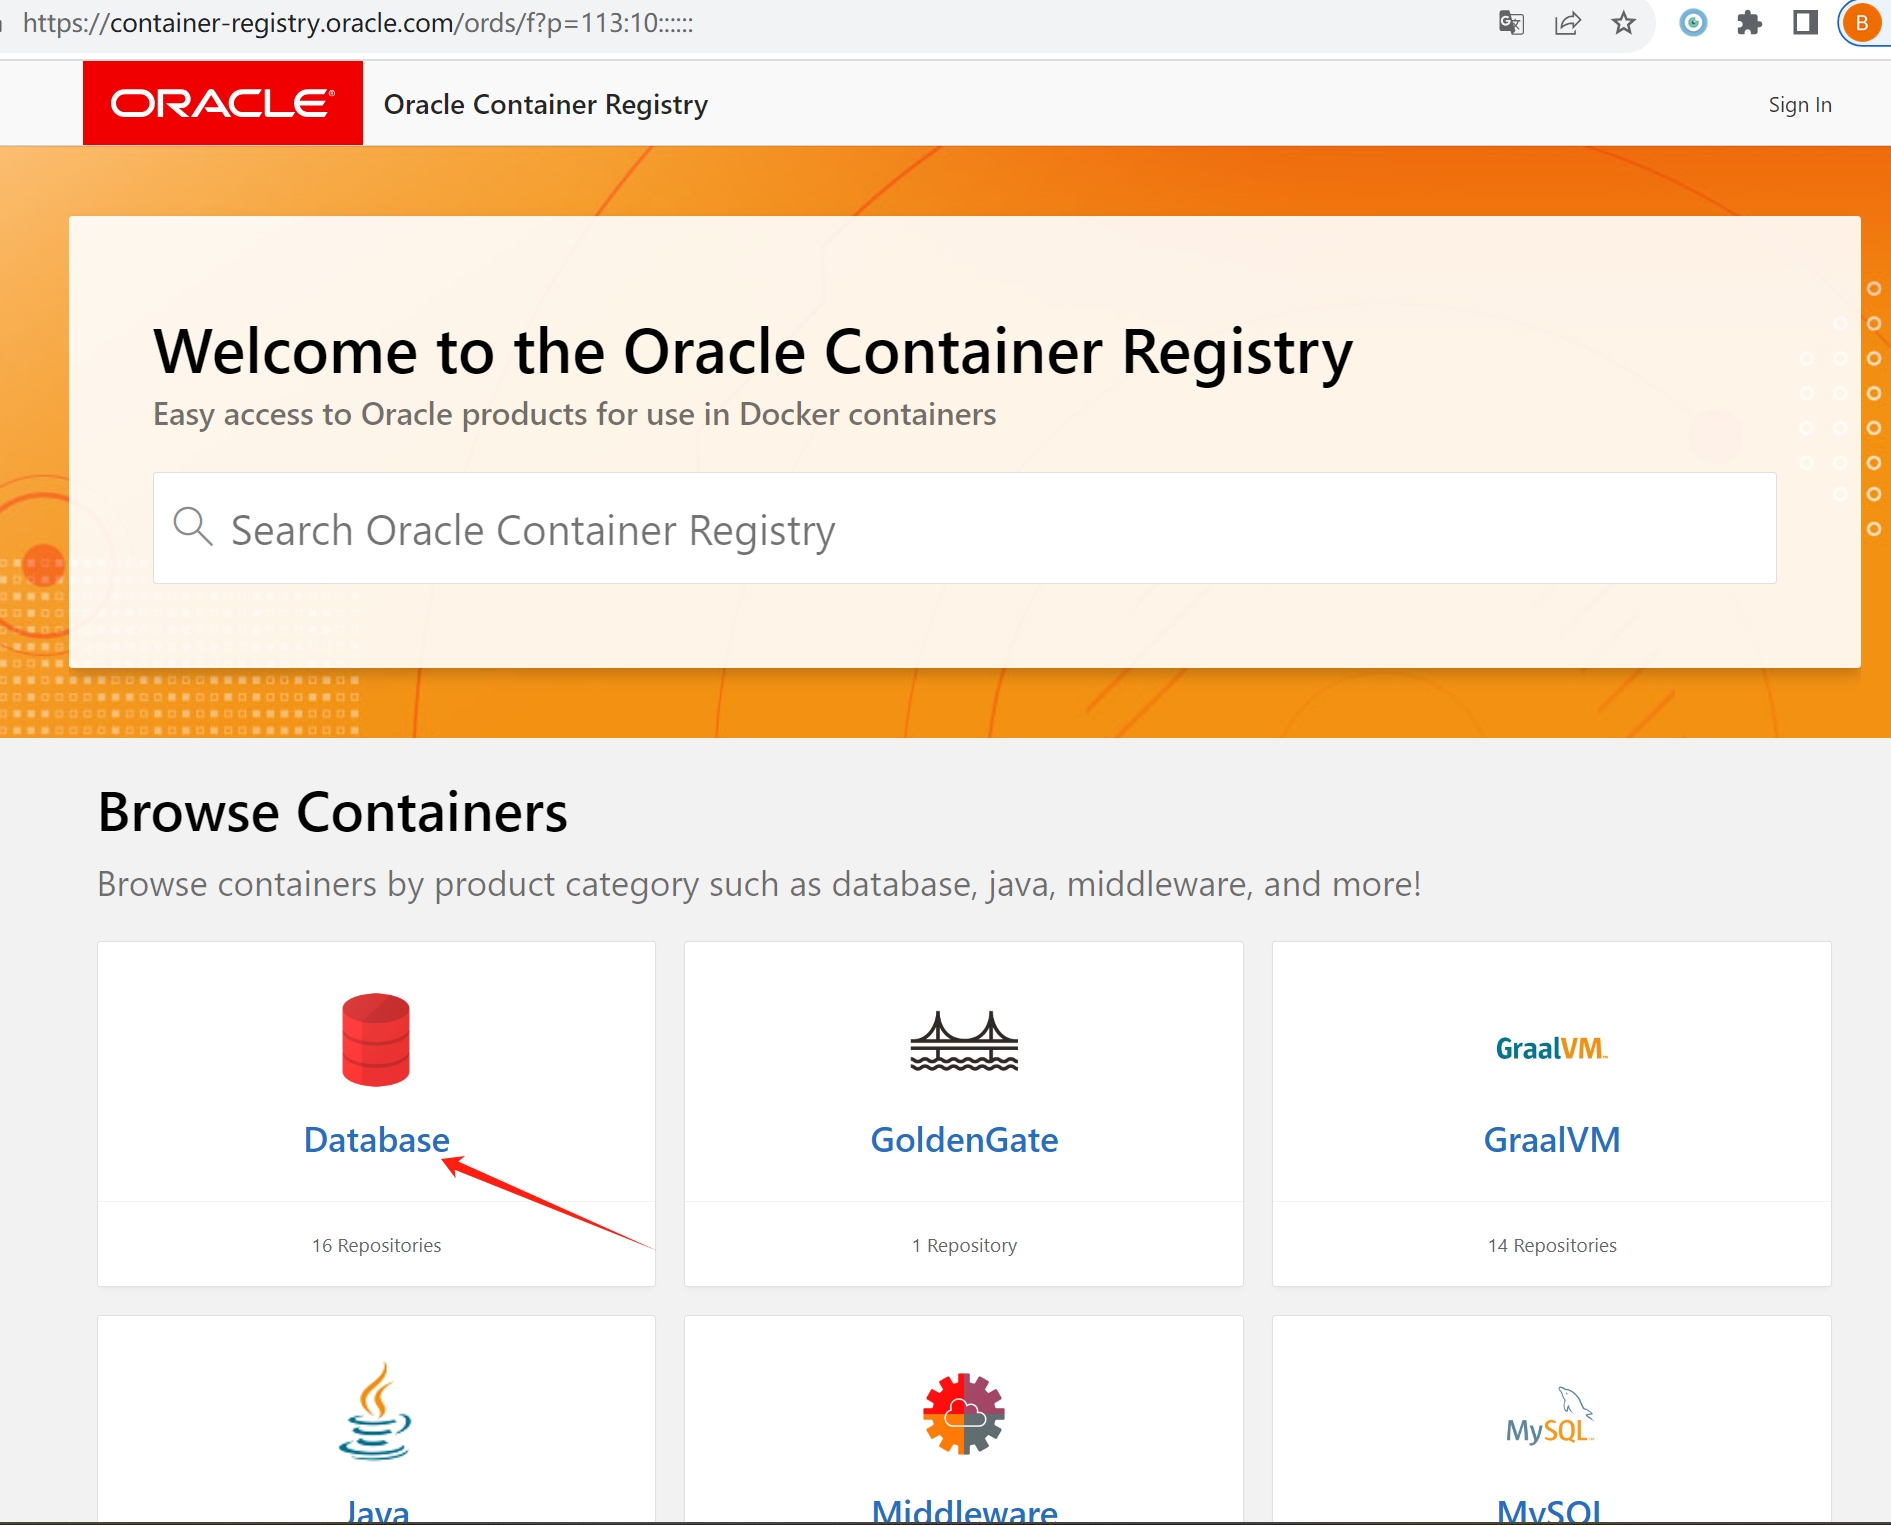 https://container-registry.oracle.com/ords/f?p=113:10::::::
B
ORACLE®
Oracle Container Registry
Sign In
Welcome to the Oracle Container Registry
Easy access to Oracle products for use in Docker containers
Search Oracle Container Registry
Browse Containers
Browse containers by product category such as database, java, middleware, and more!
GraalVM™
Database
GoldenGate
GraalVM
16 Repositories
1 Repository
14 Repositories
MySQL™
Java
Middleware
MySQL